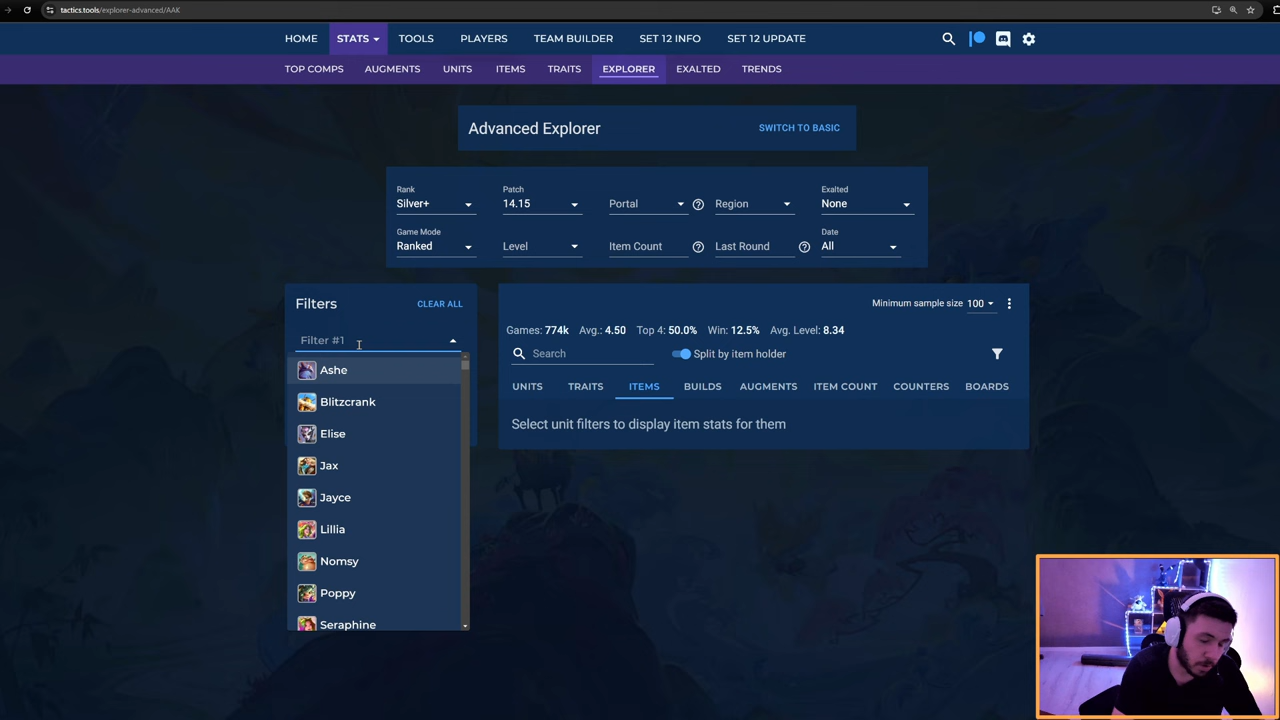 tactics.tools/explorer-advanced/AAK
HOME STATS TOOLS PLAYERS TEAM BUILDER SET 12 INFO SET 12 UPDATE
TOP COMPS AUGMENTS UNITS ITEMS TRAITS EXPLORER EXALTED TRENDS
Advanced Explorer SWITCH TO BASIC
Rank Patch Exalted
Silver+ 14.15 Portal Region None
Game Mode Date
Ranked Level Item Count Last Round All
Filters CLEAR ALL
Filter #1
Ashe
Blitzcrank
Elise
Jax
Jayce
Lillia
Nomsy
Poppy
Seraphine
Minimum sample size 100
Games: 774k Avg.: 4.50 Top 4: 50.0% Win: 12.5% Avg. Level: 8.34
Search Split by item holder
UNITS TRAITS ITEMS BUILDS AUGMENTS ITEM COUNT COUNTERS BOARDS
Select unit filters to display item stats for them